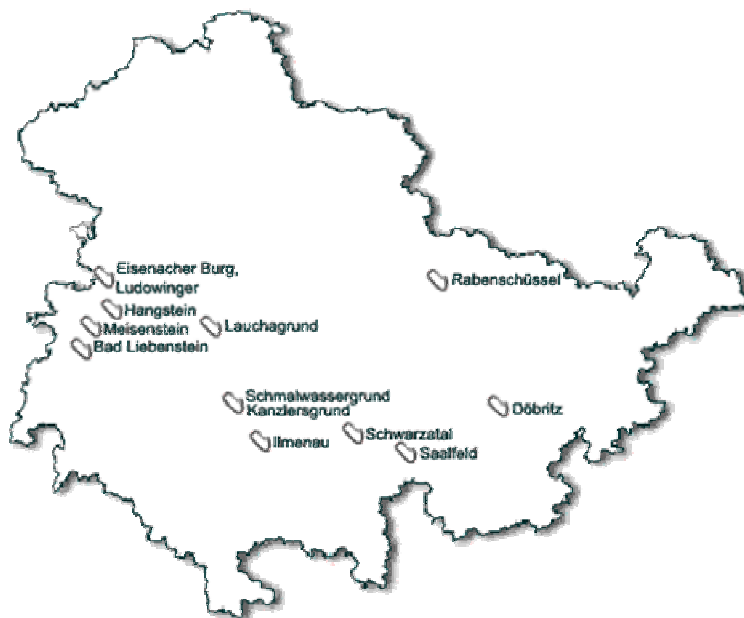 Eisenacher Burg,
Ludowinger
Rabenschüssel
Hangstein
Meisenstein
Lauchagrund
Bad Liebenstein
Schmalwassergrund
Kanzlersgrund
Döbritz
Ilmenau
Schwarzatal
Saalfeld